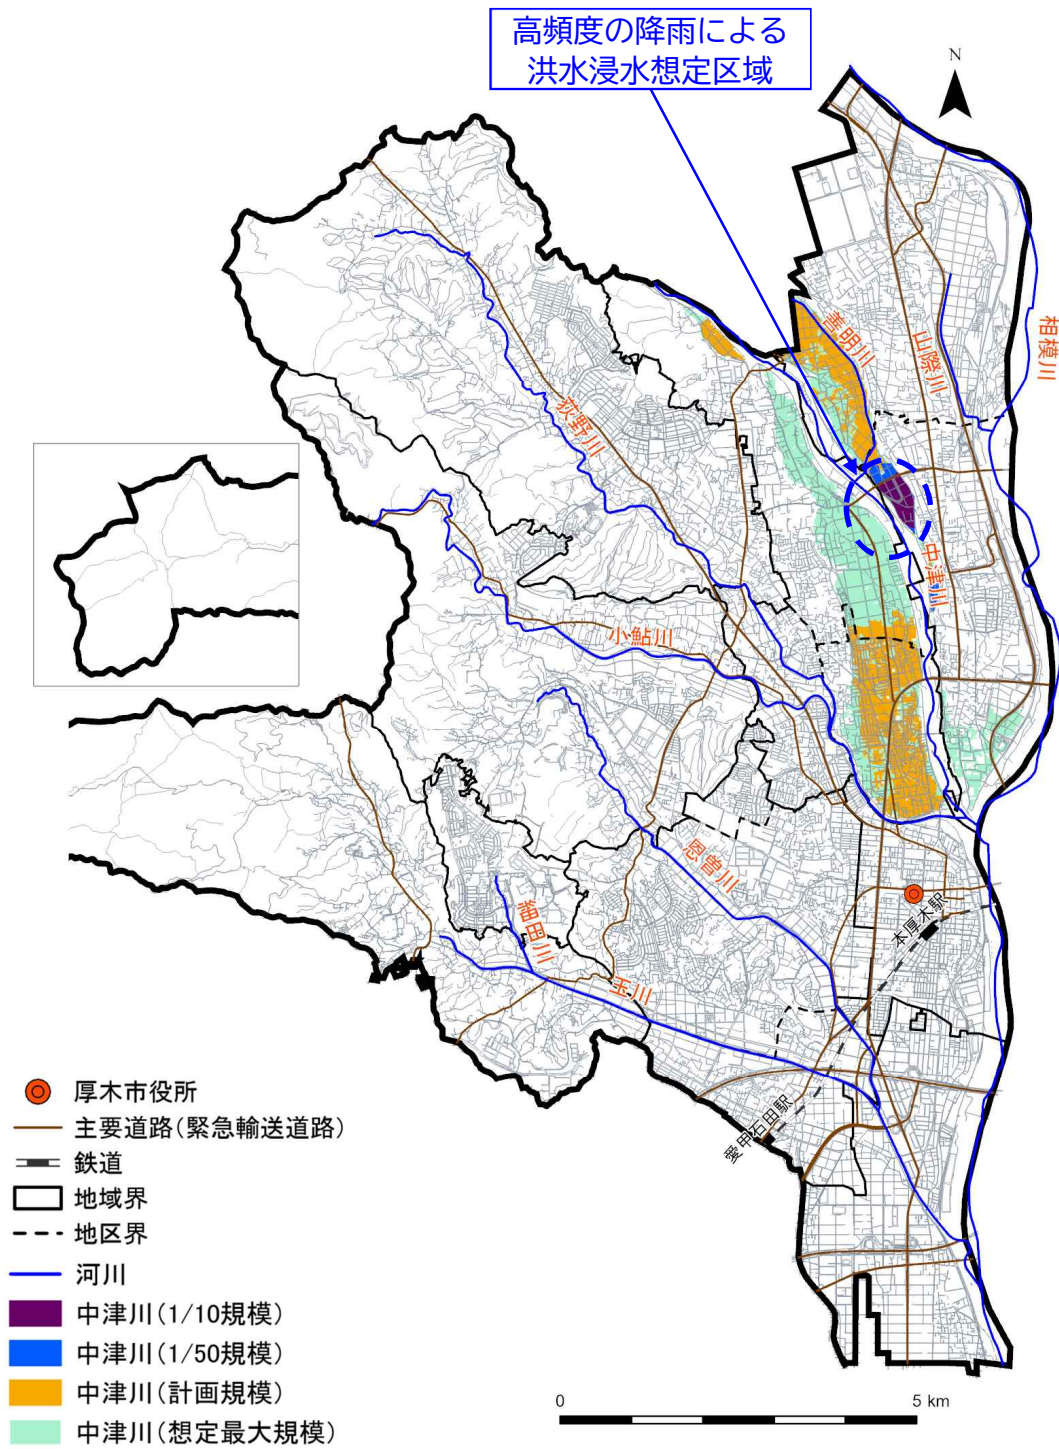 高頻度の降雨による
洪水浸水想定区域
N
相模川
善明川
山際川
荻野川
中津川
小鮎川
恩曽川
畨田川
玉川
本厚木駅
愛甲石田駅
厚木市役所
主要道路(緊急輸送道路)
鉄道
地域界
地区界
河川
中津川(1/10規模)
中津川(1/50規模)
中津川(計画規模)
中津川(想定最大規模)
0 5 km